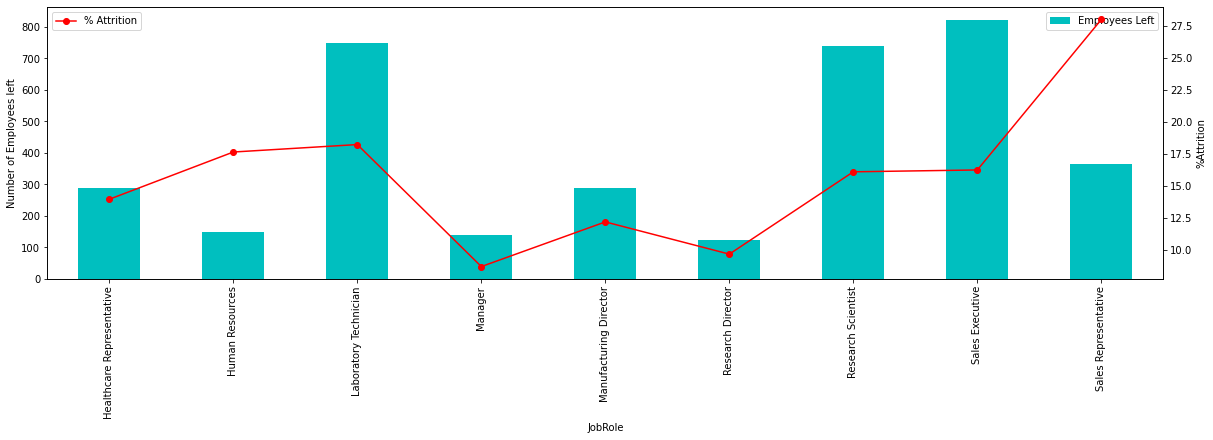 % Attrition
Employees Left
Number of Employees left
800
700
600
500
400
300
200
100
0
27.5
25.0
22.5
20.0
17.5
15.0
12.5
10.0
%Attrition
Healthcare Representative
Human Resources
Laboratory Technician
Manager
Manufacturing Director
Research Director
Research Scientist
Sales Executive
Sales Representative
JobRole